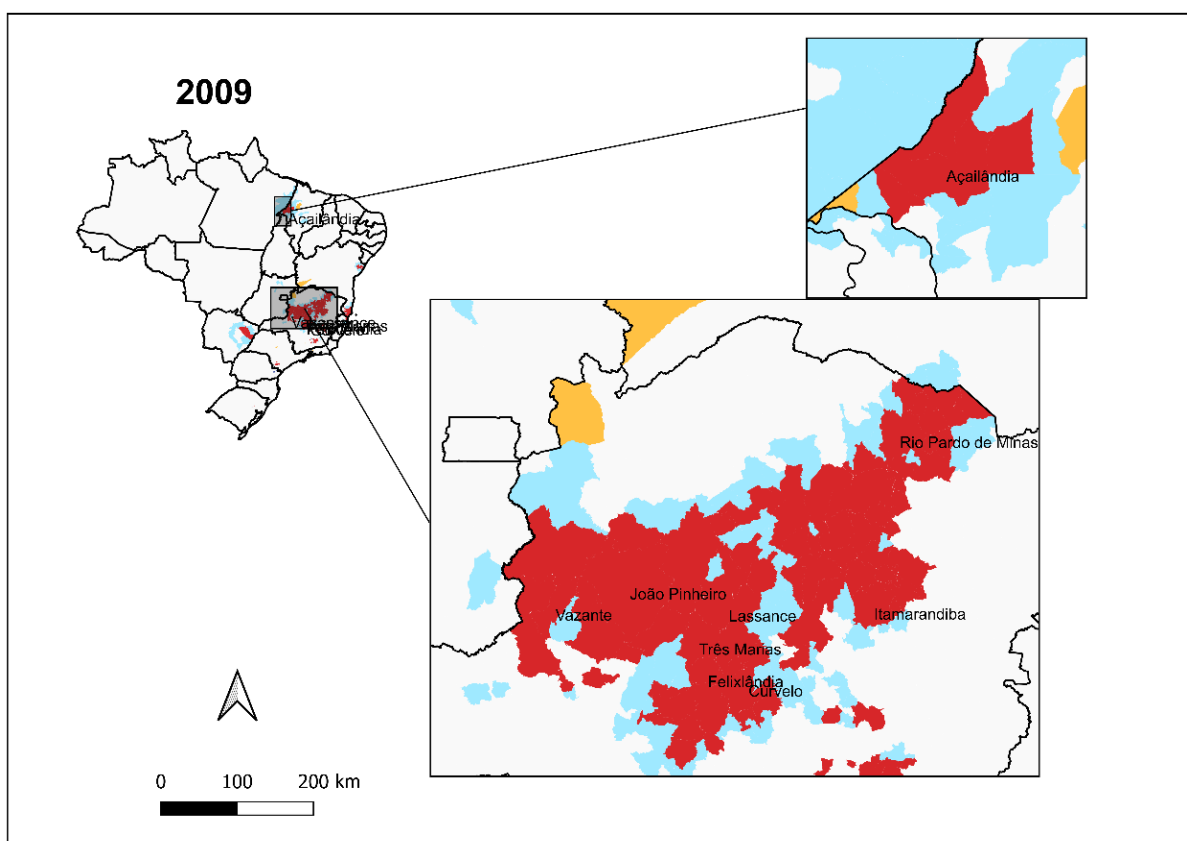 2009
Açailândia
Açailândia
Rio Pardo de Minas
João Pinheiro
Vazante
Lassance
Itamarandiba
Três Marias
Felixlândia
Curvelo
0 100 200 km